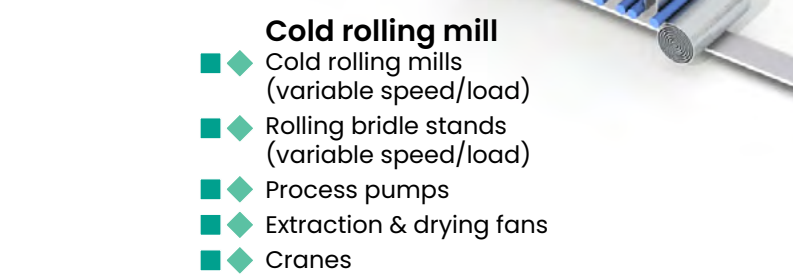 Cold rolling mill
Cold rolling mills
(variable speed/load)
Rolling bridle stands
(variable speed/load)
Process pumps
Extraction & drying fans
Cranes